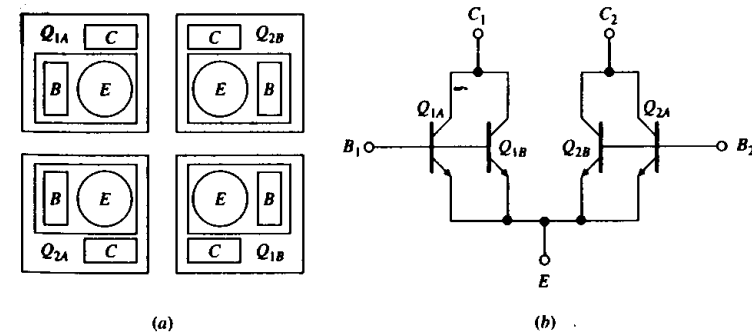 Q1A C
B E
C Q2B
E B
B E
Q2A C
E B
C Q1B
(a)
C1 C2
Q1A Q2A
B1 Q1B Q2B B2
E
(b)